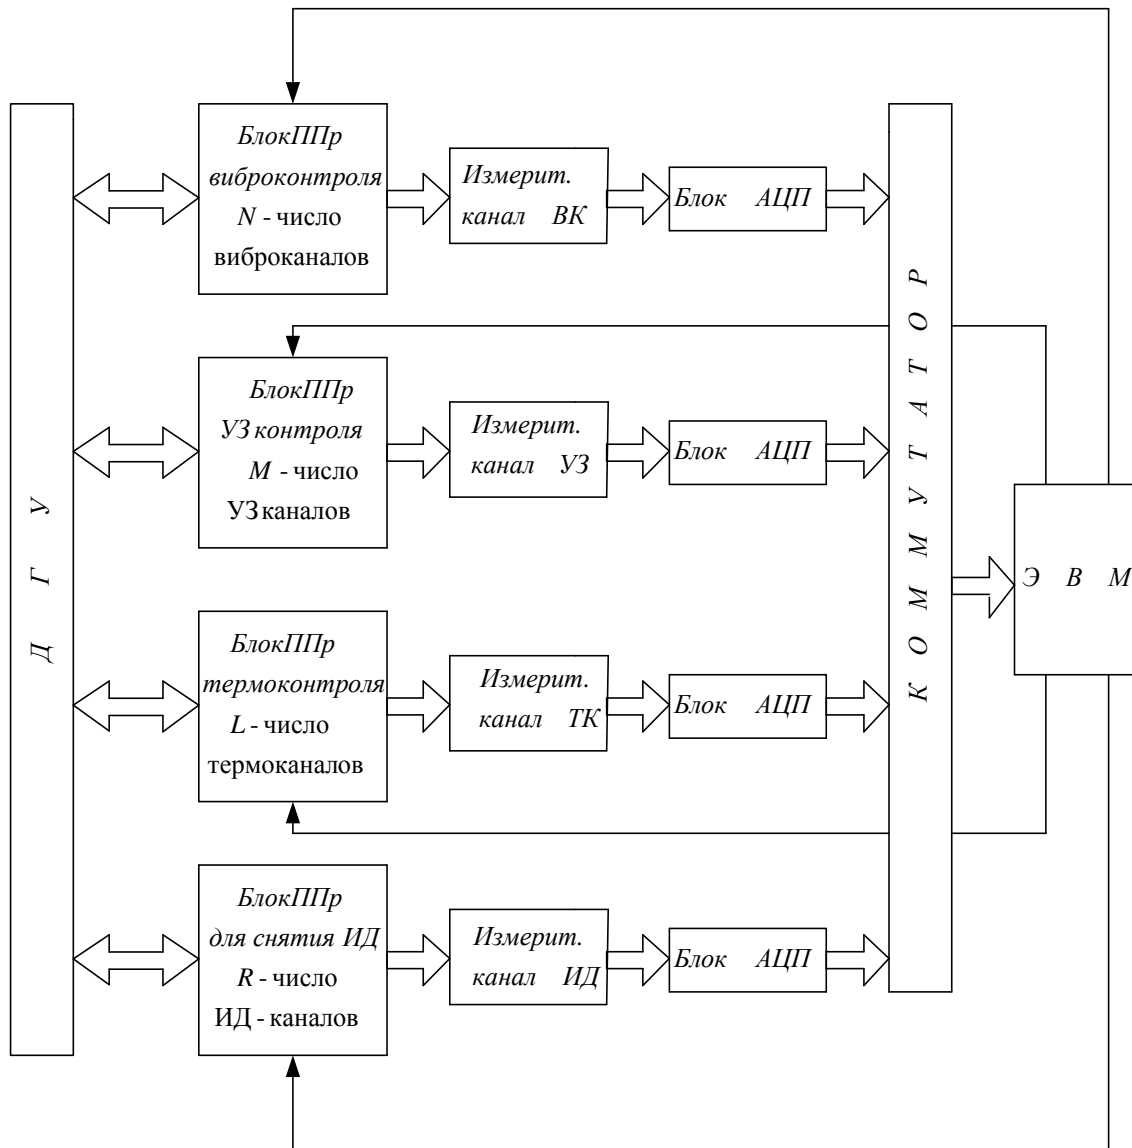 Д Г У
БлокППр
виброконтроля
N - число
виброканалов
Измерит.
канал ВК
Блок АЦП
БлокППр
УЗ контроля
M - число
УЗ каналов
Измерит.
канал УЗ
Блок АЦП
БлокППр
термоконтроля
L - число
термоканалов
Измерит.
канал ТК
Блок АЦП
БлокППр
для снятия ИД
R - число
ИД - каналов
Измерит.
канал ИД
Блок АЦП
К О М М У Т А Т О Р
Э В М